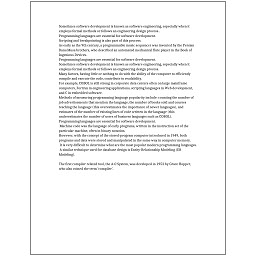 Sometimes software development is known as software engineering, especially when it
employs formal methods or follows an engineering design process.
Programming languages are essential for software development.
Scripting and breakpointing is also part of this process.
As early as the 9th century, a programmable music sequencer was invented by the Persian
Banu Musa brothers, who described an automated mechanical flute player in the Book of
Ingenious Devices.
Programming languages are essential for software development.
Sometimes software development is known as software engineering, especially when it
employs formal methods or follows an engineering design process.
Many factors, having little or nothing to do with the ability of the computer to efficiently
compile and execute the code, contribute to readability.
For example, COBOL is still strong in corporate data centers often on large mainframe
computers, Fortran in engineering applications, scripting languages in Web development,
and C in embedded software.
Methods of measuring programming language popularity include: counting the number of
job advertisements that mention the language, the number of books sold and courses
teaching the language (this overestimates the importance of newer languages), and
estimates of the number of existing lines of code written in the language (this
underestimates the number of users of business languages such as COBOL).
Programming languages are essential for software development.
Machine code was the language of early programs, written in the instruction set of the
particular machine, often in binary notation.
However, with the concept of the stored-program computer introduced in 1949, both
programs and data were stored and manipulated in the same way in computer memory.
It is very difficult to determine what are the most popular modern programming languages.
A similar technique used for database design is Entity-Relationship Modeling (ER
Modeling).
The first compiler related tool, the A-0 System, was developed in 1952 by Grace Hopper,
who also coined the term 'compiler'.